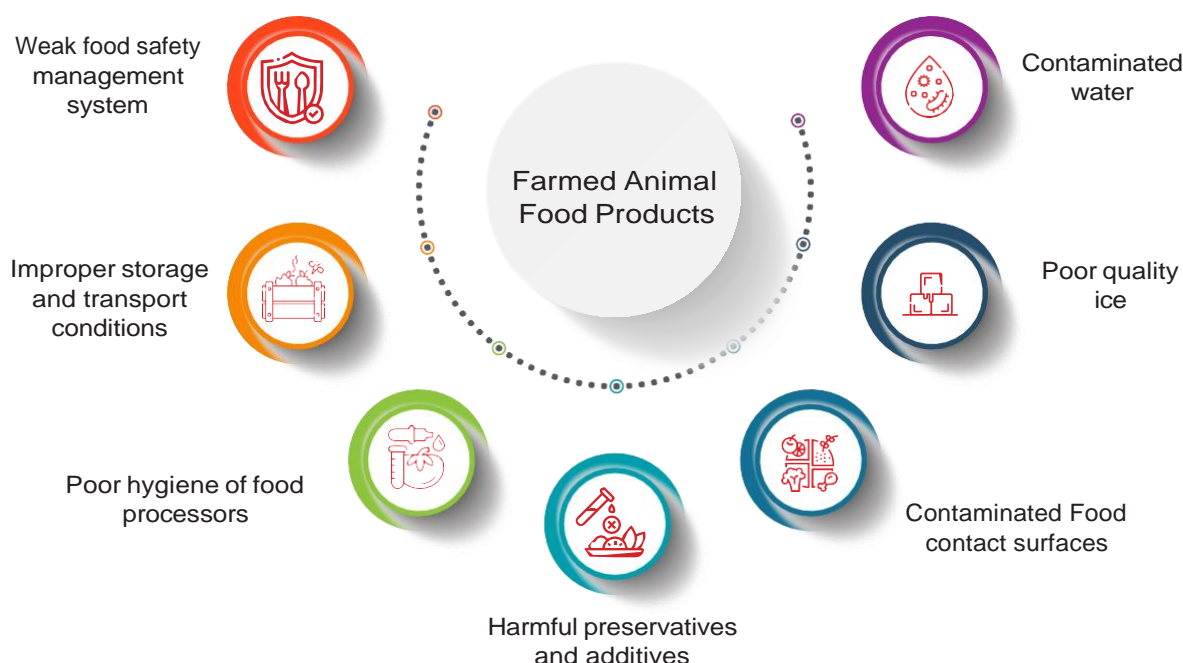 Weak food safety
management
system
Contaminated
water
Farmed Animal
Food Products
Improper storage
and transport
conditions
Poor quality
ice
Poor hygiene of food
processors
Contaminated Food
contact surfaces
Harmful preservatives
and additives